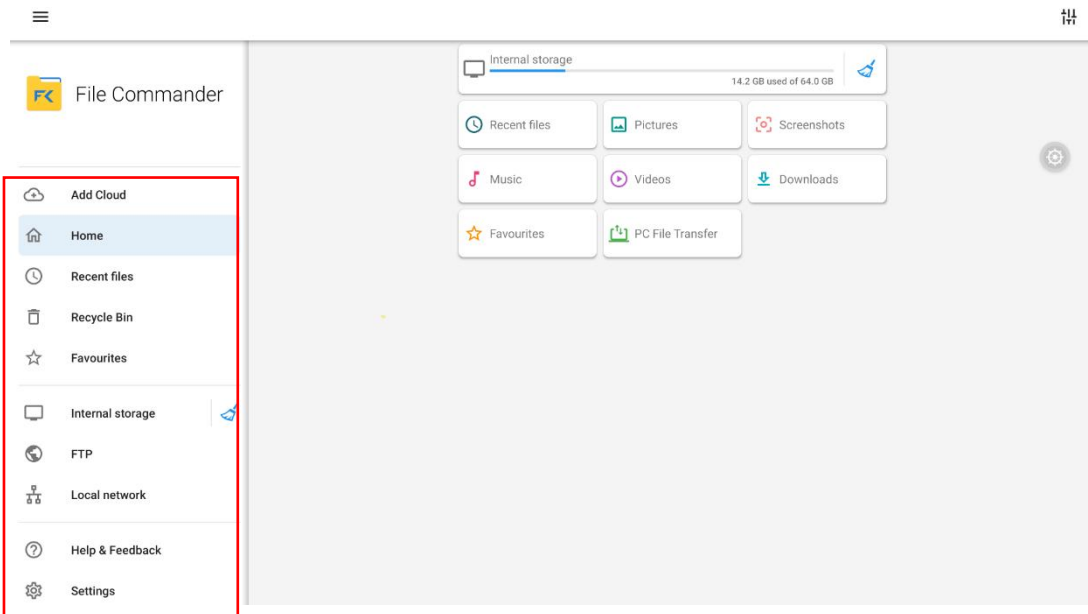 FK File Commander
Add Cloud
Home
Recent files
Recycle Bin
Favourites
Internal storage
FTP
Local network
Help & Feedback
Settings
Internal storage
14.2 GB used of 64.0 GB
Recent files
Pictures
Screenshots
Music
Videos
Downloads
Favourites
PC File Transfer